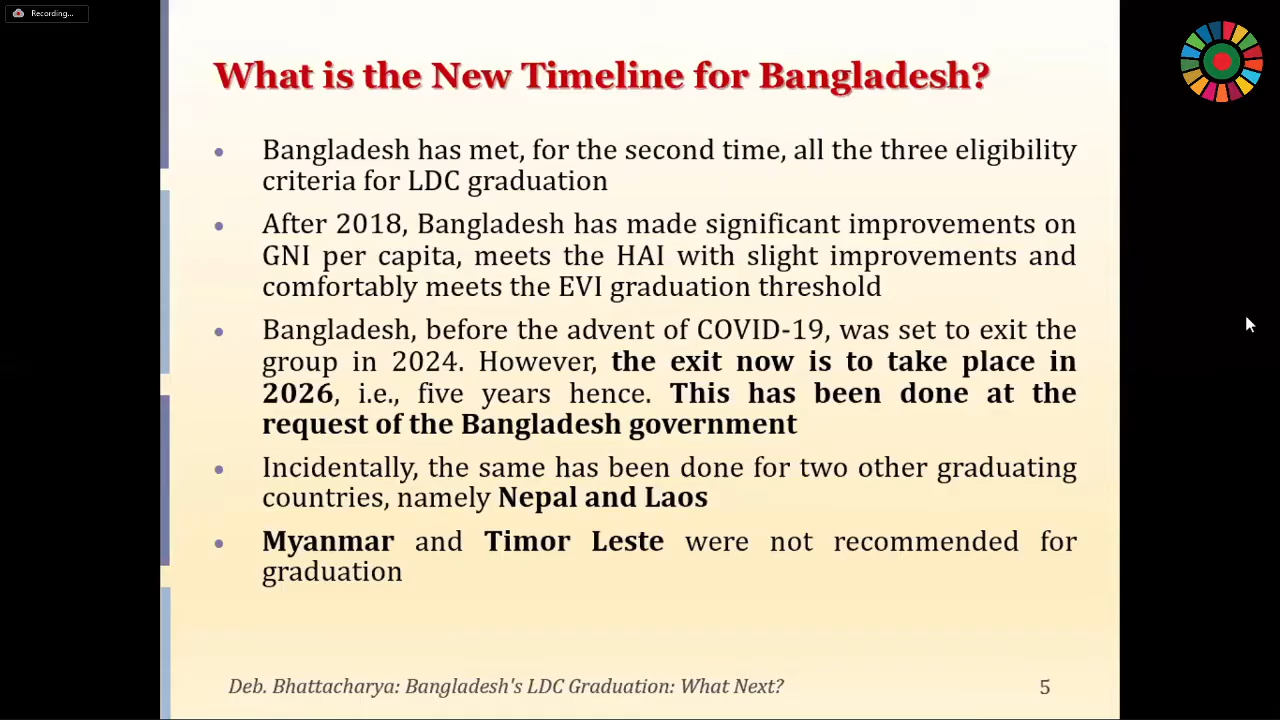 Recording...
What is the New Timeline for Bangladesh?
• Bangladesh has met, for the second time, all the three eligibility
criteria for LDC graduation
• After 2018, Bangladesh has made significant improvements on
GNI per capita, meets the HAI with slight improvements and
comfortably meets the EVI graduation threshold
• Bangladesh, before the advent of COVID-19, was set to exit the
group in 2024. However, the exit now is to take place in
2026, i.e., five years hence. This has been done at the
request of the Bangladesh government
• Incidentally, the same has been done for two other graduating
countries, namely Nepal and Laos
• Myanmar and Timor Leste were not recommended for
graduation
Deb. Bhattacharya: Bangladesh's LDC Graduation: What Next? 5